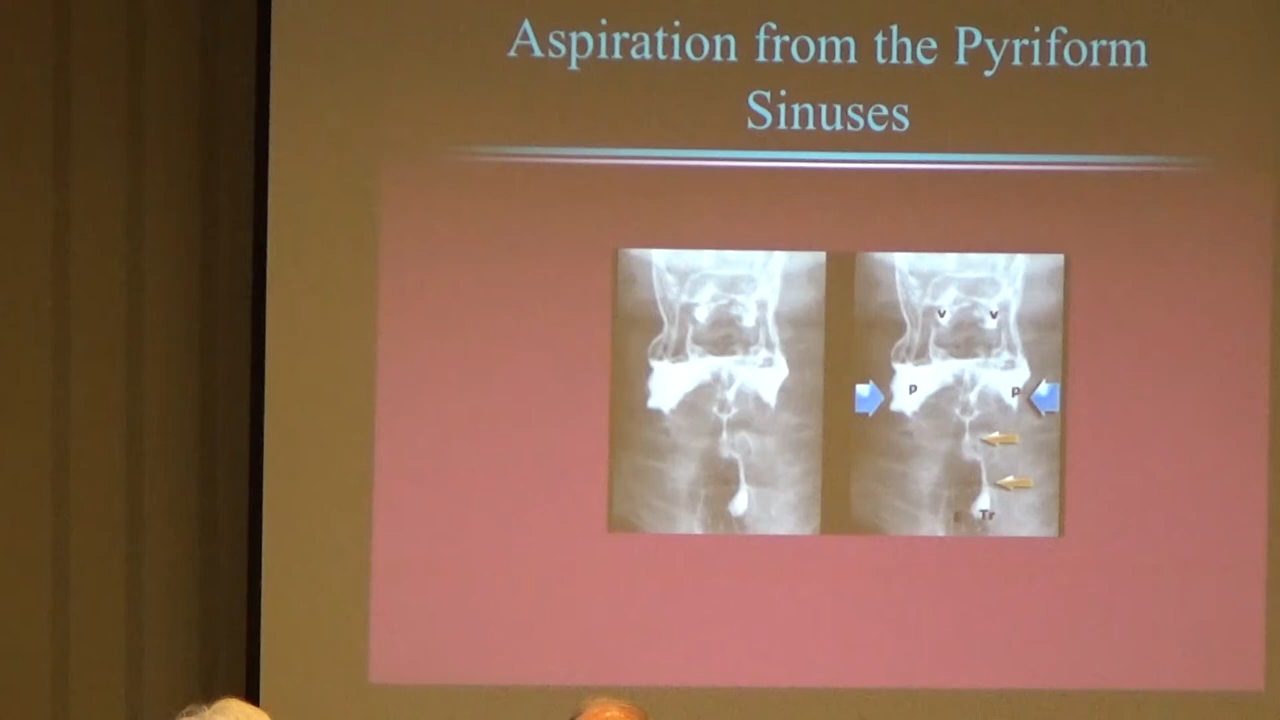 Aspiration from the Pyriform
Sinuses
v v
P P
Tr